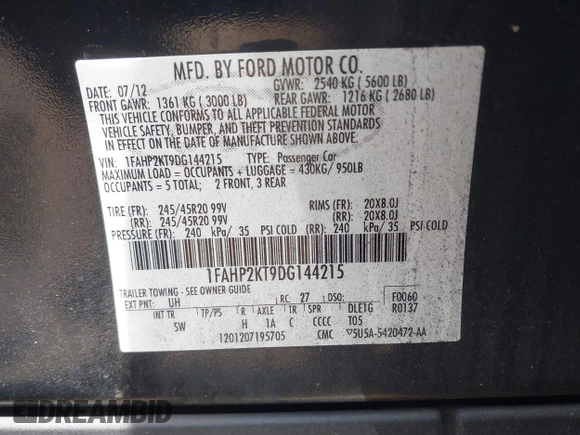 MFD. BY FORD MOTOR CO.
DATE: 07/12 GVWR: 2540 KG ( 5600 LB)
FRONT GAWR: 1361 KG ( 3000 LB) REAR GAWR: 1216 KG ( 2680 LB)
THIS VEHICLE CONFORMS TO ALL APPLICABLE FEDERAL MOTOR
VEHICLE SAFETY, BUMPER, AND THEFT PREVENTION STANDARDS
IN EFFECT ON THE DATE OF MANUFACTURE SHOWN ABOVE.
VIN: 1FAHP2KT9DG144215 TYPE: Passenger Car
MAXIMUM LOAD = OCCUPANTS + LUGGAGE = 430KG/ 950LB
OCCUPANTS = 5 TOTAL; 2 FRONT, 3 REAR
TIRE (FR): 245/45R20 99V RIMS (FR): 20X8.0J
(RR): 245/45R20 99V (RR): 20X8.0J
PRESSURE (FR): 240 kPa/ 35 PSI COLD (RR): 240 kPa/ 35 PSI COLD
1FAHP2KT9DG144215
TRAILER TOWING - SEE OWNER GUIDE
EXT PNT: UH RC: 27 DSO: F0060
INT TR TP/PS R AXLE TR SPR DLETG R0137
SW H 1A C CCCC T05
1201207195705 CMC 5U5A-5420472-AA
DREAMBID